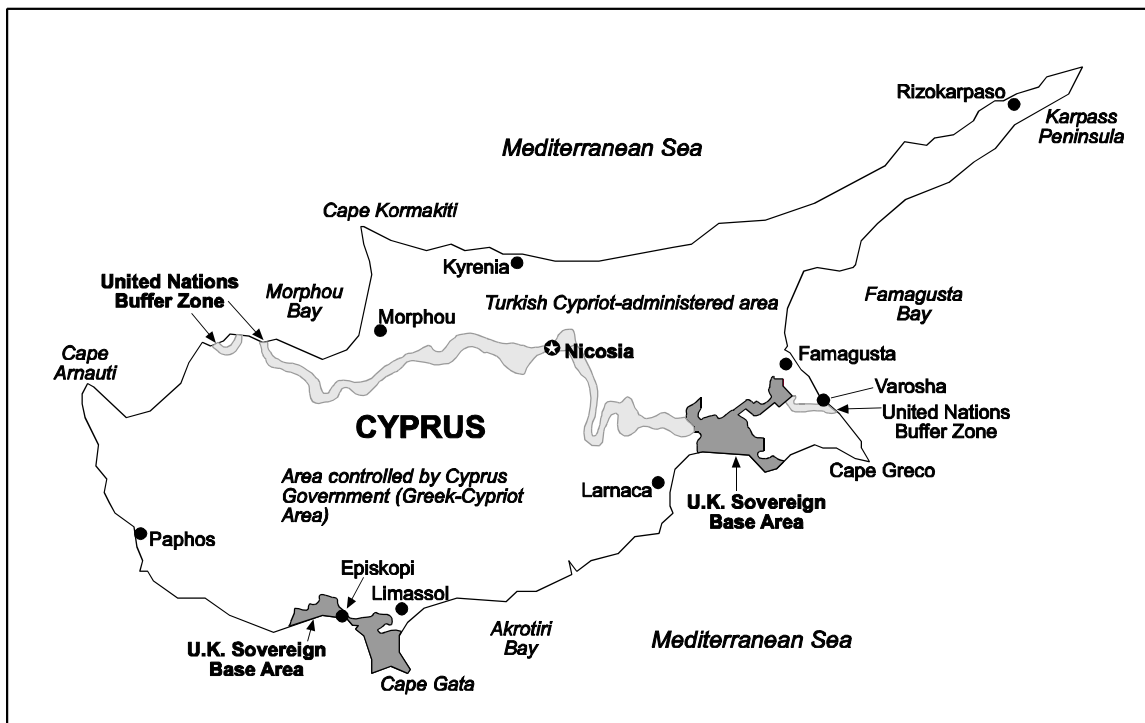 Rizokarpaso
Karpass
Peninsula
Mediterranean Sea
Cape Kormakiti
Kyrenia
United Nations
Buffer Zone
Morphou
Bay
Turkish Cypriot-administered area
Famagusta
Bay
Morphou
Nicosia
Cape
Arnauti
Famagusta
Varosha
United Nations
Buffer Zone
CYPRUS
Cape Greco
Area controlled by Cyprus
Government (Greek-Cypriot
Area)
Larnaca
U.K. Sovereign
Base Area
Paphos
Episkopi
Limassol
Akrotiri
Bay
Mediterranean Sea
U.K. Sovereign
Base Area
Cape Gata